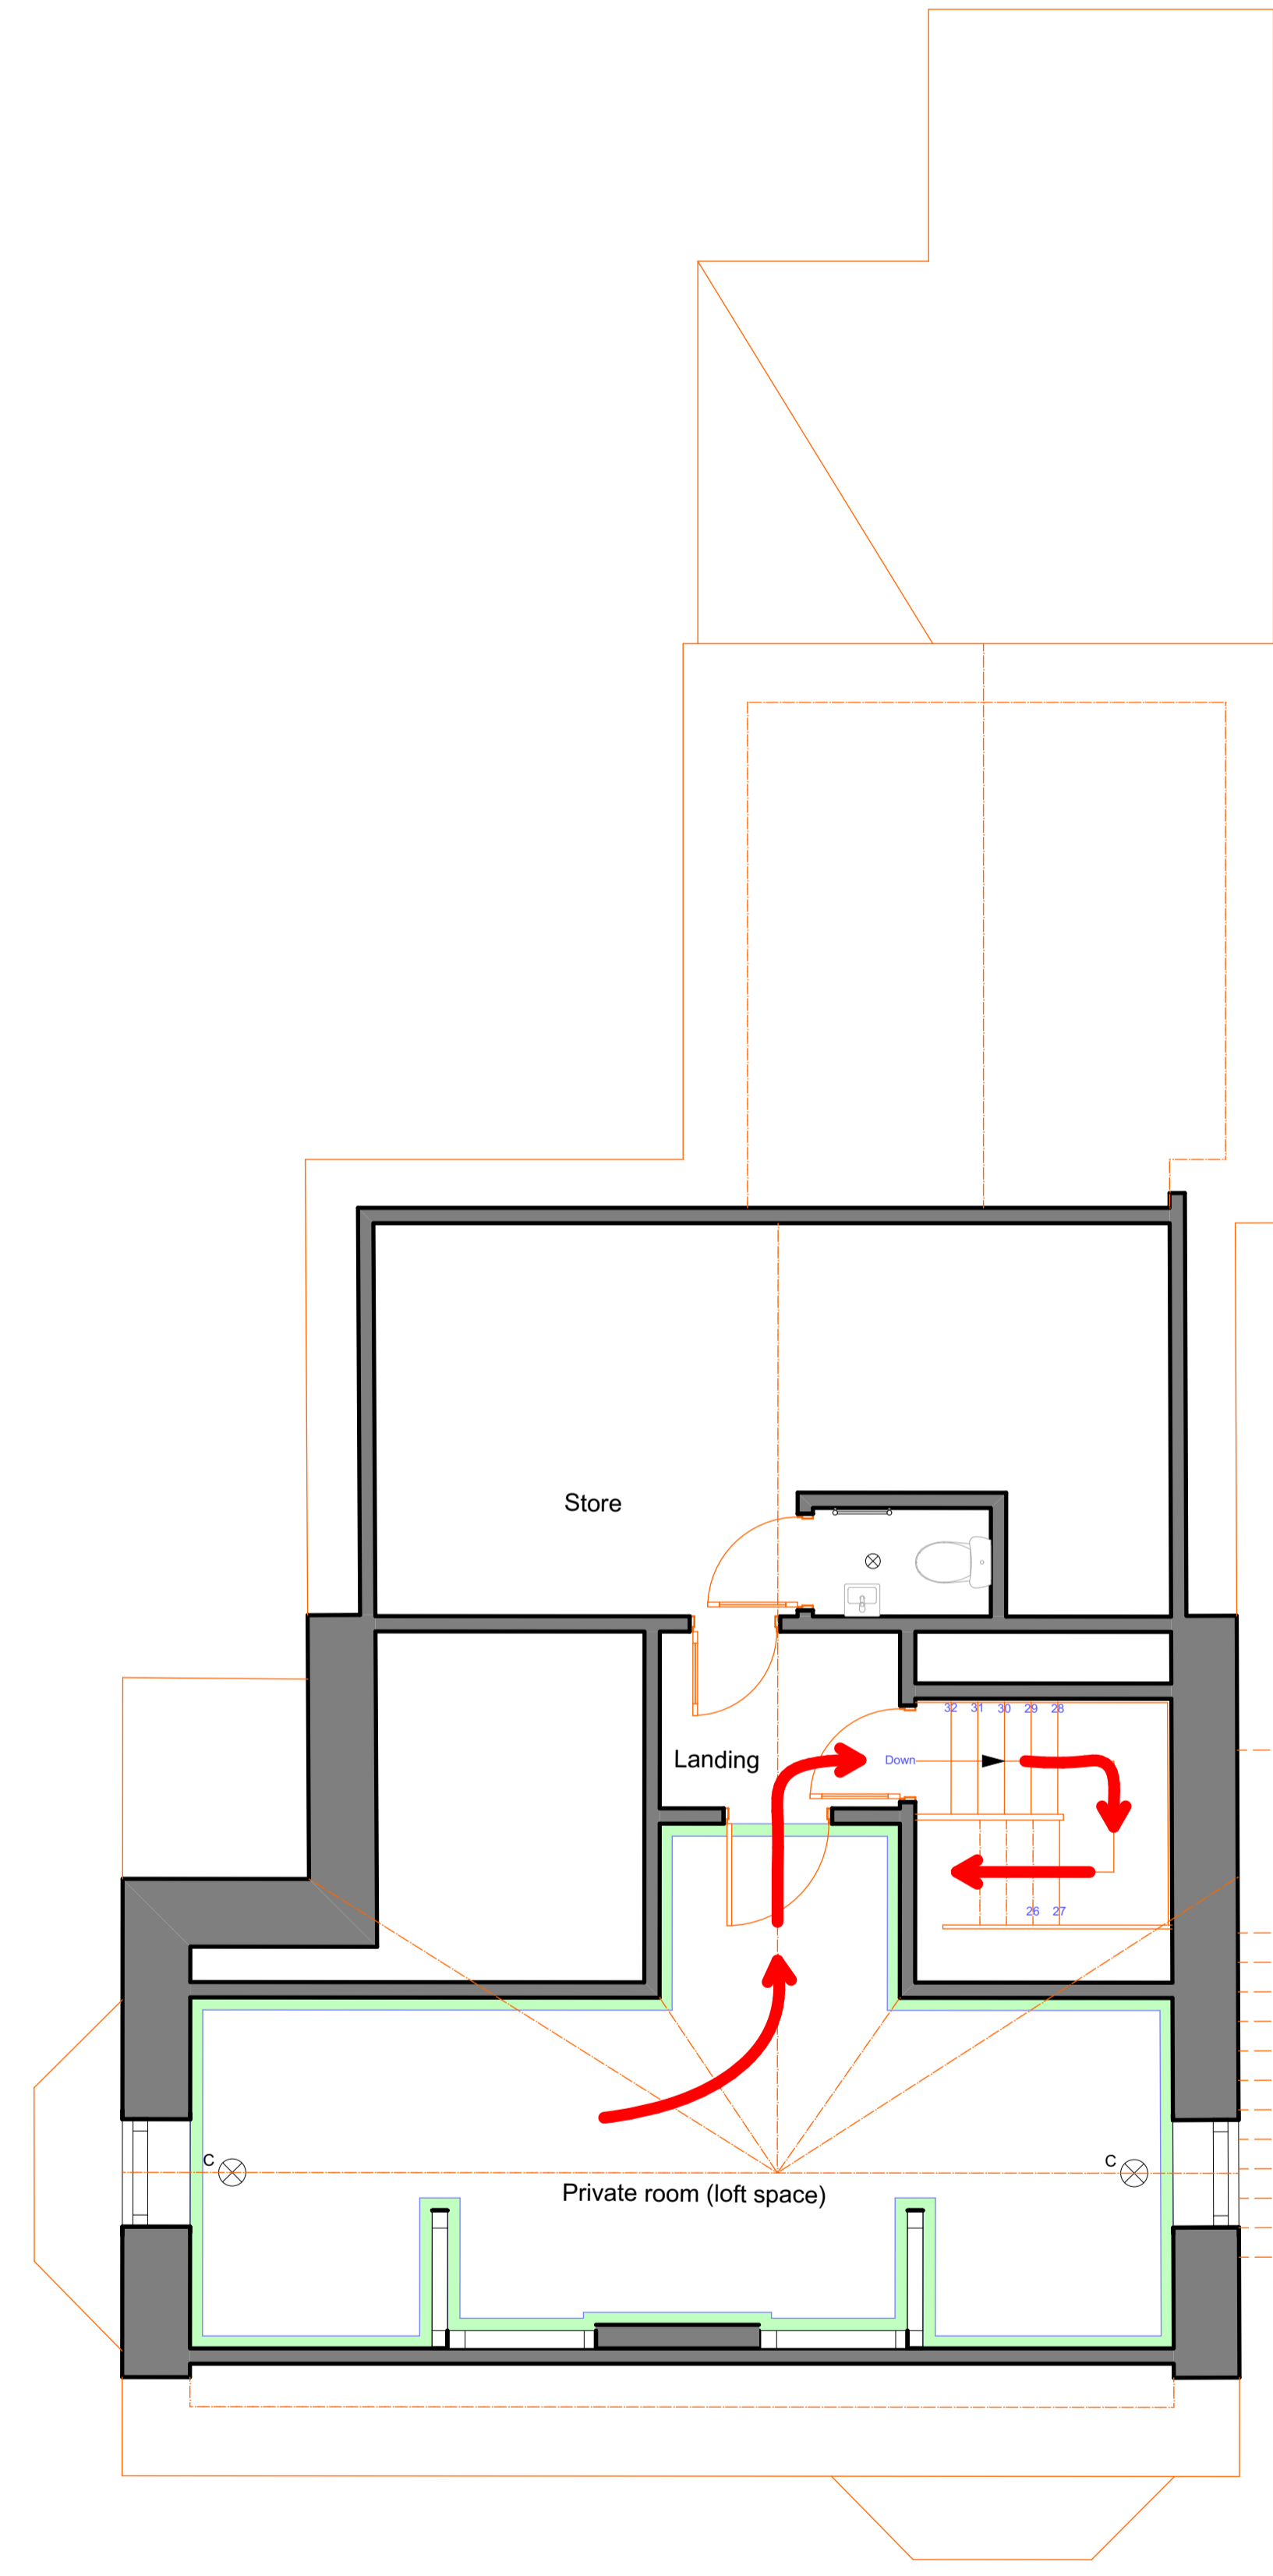 Store
32 31 30 29 28
Landing
Down
26 27
C
C
Private room (loft space)